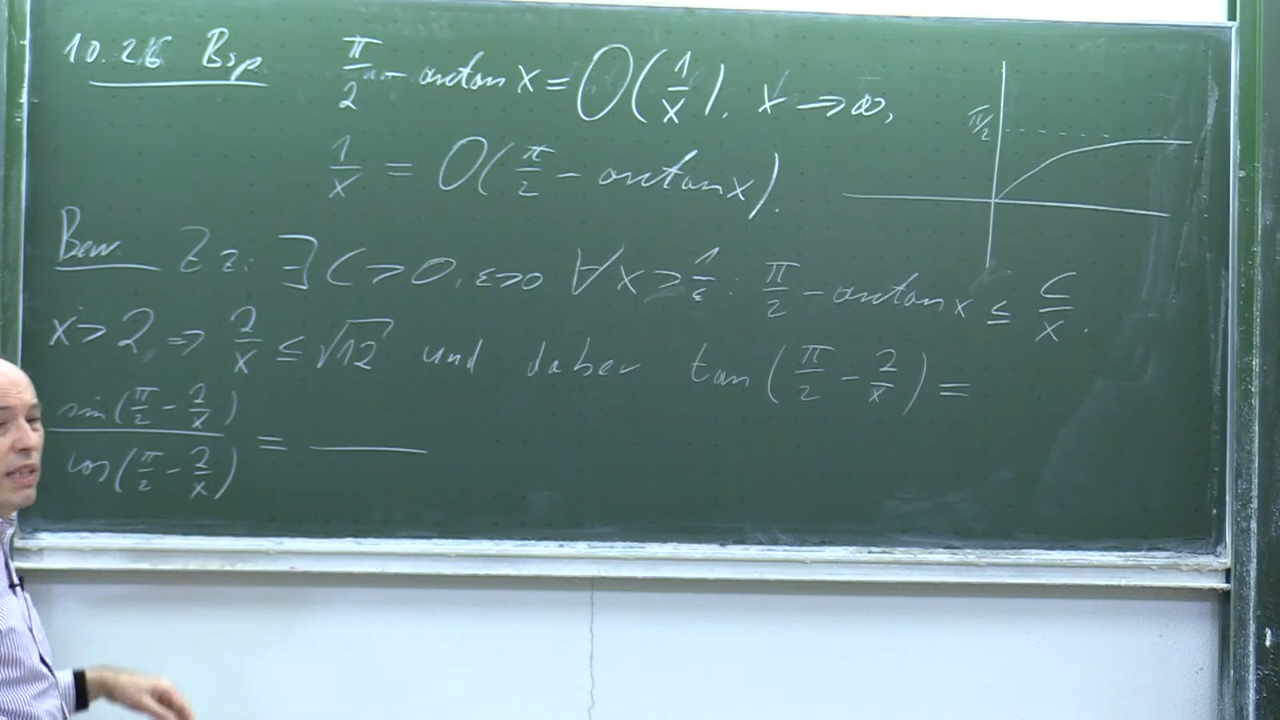 10.26 Bsp π/2 - arctan x = O(1/x), x → ∞,
1/x = O(π/2 - arctan x).
π/2
Bew. Z.z.: ∃ C > 0, ε > 0 ∀ x > 1/ε : π/2 - arctan x ≤ C/x.
x > 2, ⇒ 2/x ≤ √12 und daher tan(π/2 - 2/x) =
sin(π/2 - 2/x) / cos(π/2 - 2/x) =